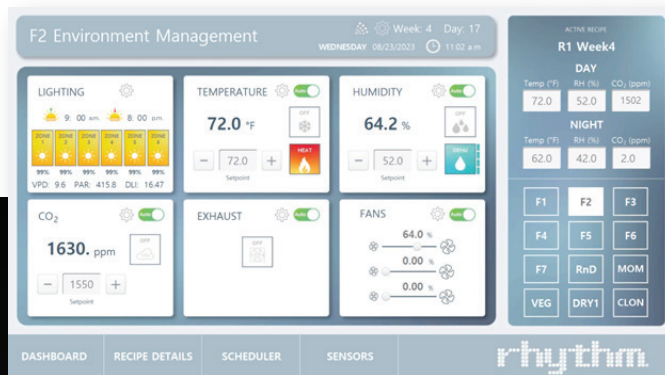 F2 Environment Management
Week: 4 Day: 17
WEDNESDAY 08/23/2023 11:02 a.m
LIGHTING
9: 00 a.m. 8: 00 p.m.
ZONE 1 ZONE 2 ZONE 3 ZONE 4 ZONE 5 ZONE 6
99% 99% 99% 99% 99% 99%
VPD: 9.6 PAR: 415.8 DLI: 16.47
TEMPERATURE Auto
72.0 °F
OFF
HEAT
− 72.0 +
Setpoint
HUMIDITY Auto
64.2 %
OFF
DEHU
− 52.0 +
Setpoint
CO2 Auto
1630. ppm
OFF
− 1550 +
Setpoint
EXHAUST Auto
OFF
FANS Auto
64.0 %
0.00 %
0.00 %
ACTIVE RECIPE
R1 Week4
DAY
Temp (°F) RH (%) CO2 (ppm)
72.0 52.0 1502
NIGHT
Temp (°F) RH (%) CO2 (ppm)
62.0 42.0 2.0
F1 F2 F3
F4 F5 F6
F7 RnD MOM
VEG DRY1 CLON
DASHBOARD RECIPE DETAILS SCHEDULER SENSORS
rhythm